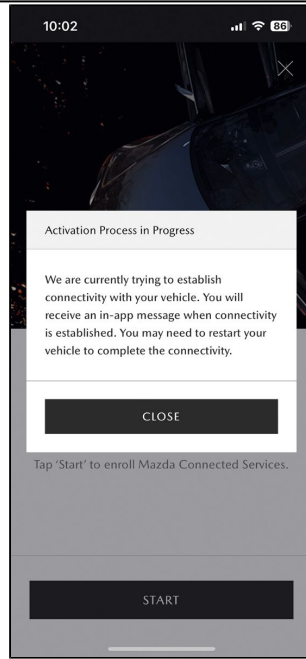 10:02
86
Activation Process in Progress
We are currently trying to establish
connectivity with your vehicle. You will
receive an in-app message when connectivity
is established. You may need to restart your
vehicle to complete the connectivity.
CLOSE
Tap ‘Start’ to enroll Mazda Connected Services.
START